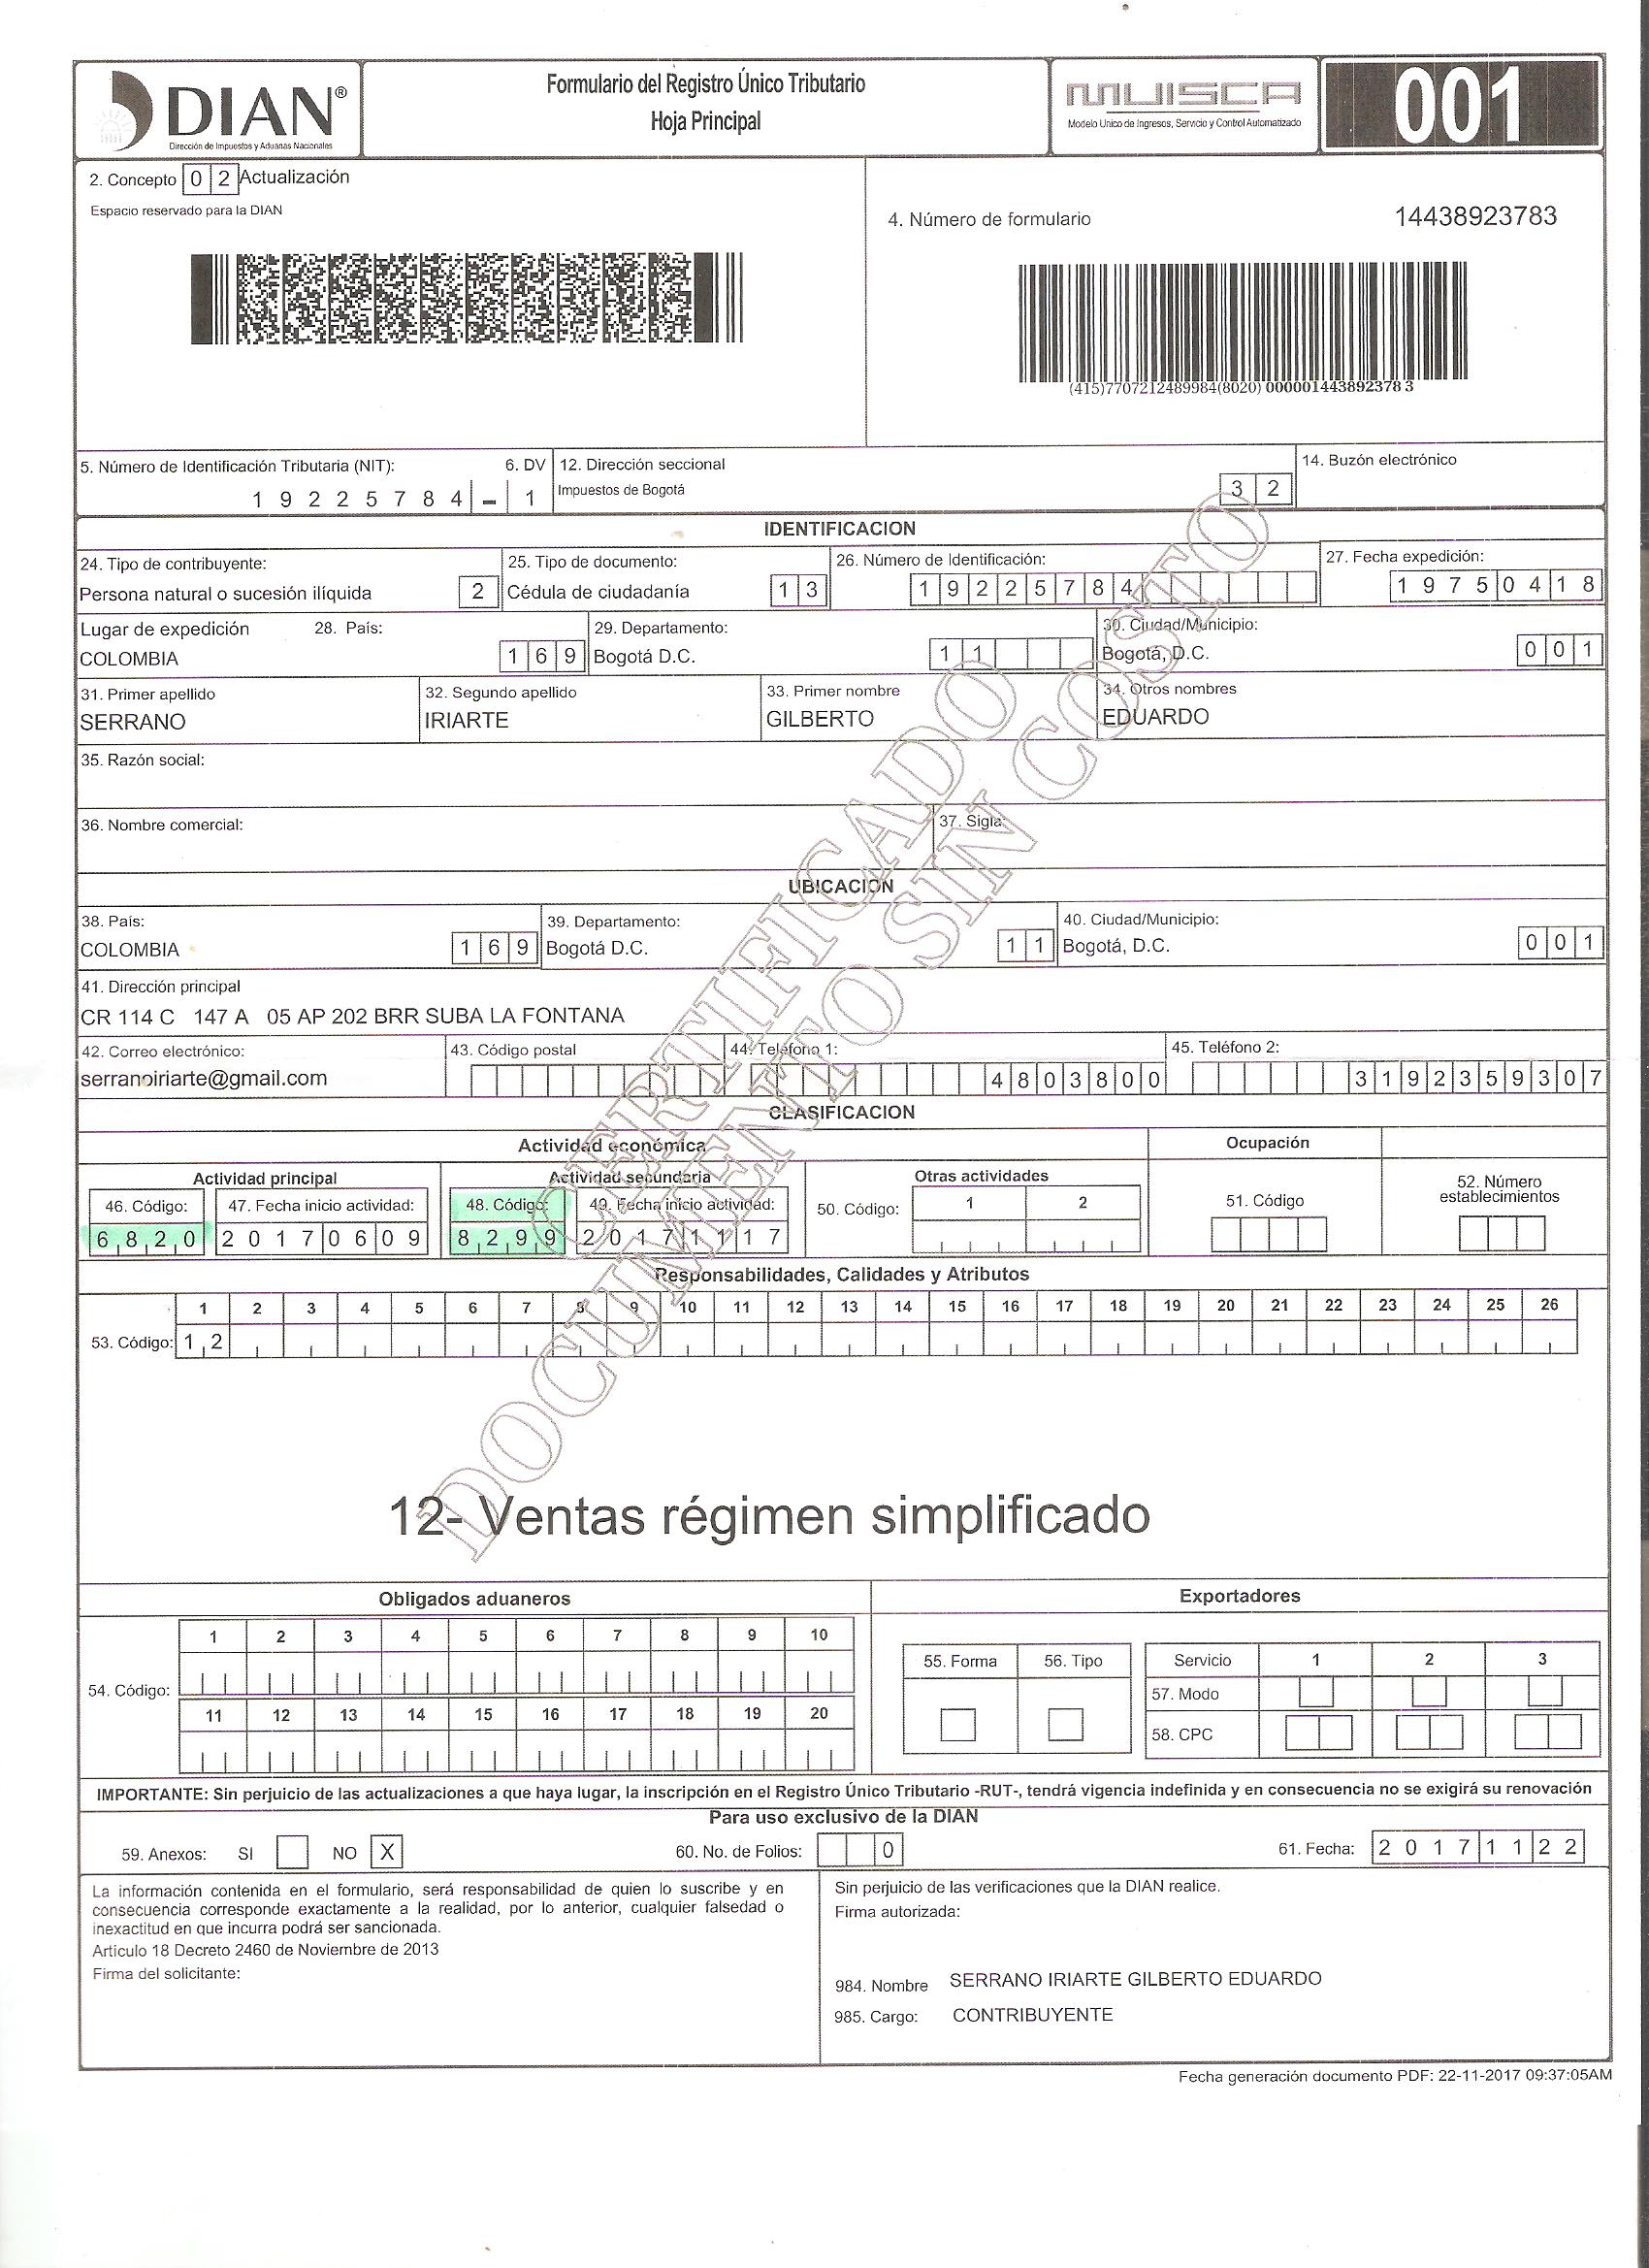 DIAN®
Dirección de Impuestos y Aduanas Nacionales
Formulario del Registro Único Tributario
Hoja Principal
MUISCA
Modelo Unico de Ingresos, Servicio y Control Automatizado
001
2. Concepto 0 2 Actualización
Espacio reservado para la DIAN
4. Número de formulario 14438923783
(415)7707212489984(8020) 000001443892378 3
5. Número de Identificación Tributaria (NIT): 6. DV 12. Dirección seccional 14. Buzón electrónico
1 9 2 2 5 7 8 4 - 1 Impuestos de Bogotá 3 2
IDENTIFICACION
24. Tipo de contribuyente: 25. Tipo de documento: 26. Número de Identificación: 27. Fecha expedición:
Persona natural o sucesión ilíquida 2 Cédula de ciudadanía 1 3 1 9 2 2 5 7 8 4 1 9 7 5 0 4 1 8
Lugar de expedición 28. País: 29. Departamento: 30. Ciudad/Municipio:
COLOMBIA 1 6 9 Bogotá D.C. 1 1 Bogotá, D.C. 0 0 1
31. Primer apellido 32. Segundo apellido 33. Primer nombre 34. Otros nombres
SERRANO IRIARTE GILBERTO EDUARDO
35. Razón social:
36. Nombre comercial: 37. Sigla:
UBICACION
38. País: 39. Departamento: 40. Ciudad/Municipio:
COLOMBIA 1 6 9 Bogotá D.C. 1 1 Bogotá, D.C. 0 0 1
41. Dirección principal
CR 114 C 147 A 05 AP 202 BRR SUBA LA FONTANA
42. Correo electrónico: 43. Código postal 44. Teléfono 1: 45. Teléfono 2:
serranoiriarte@gmail.com 4 8 0 3 8 0 0 3 1 9 2 3 5 9 3 0 7
CLASIFICACION
Actividad económica Ocupación
Actividad principal Actividad secundaria Otras actividades 52. Número establecimientos
46. Código: 47. Fecha inicio actividad: 48. Código: 49. Fecha inicio actividad: 50. Código: 1 2 51. Código
6 8 2 0 2 0 1 7 0 6 0 9 8 2 9 9 2 0 1 7 1 1 1 7
Responsabilidades, Calidades y Atributos
1 2 3 4 5 6 7 8 9 10 11 12 13 14 15 16 17 18 19 20 21 22 23 24 25 26
53. Código: 1 2
12- Ventas régimen simplificado
CERTIFICADO
DOCUMENTO SIN COSTO
Obligados aduaneros Exportadores
1 2 3 4 5 6 7 8 9 10
55. Forma 56. Tipo Servicio 1 2 3
54. Código: 57. Modo
11 12 13 14 15 16 17 18 19 20
58. CPC
IMPORTANTE: Sin perjuicio de las actualizaciones a que haya lugar, la inscripción en el Registro Único Tributario -RUT-, tendrá vigencia indefinida y en consecuencia no se exigirá su renovación
Para uso exclusivo de la DIAN
59. Anexos: SI NO X 60. No. de Folios: 0 61. Fecha: 2 0 1 7 1 1 2 2
La información contenida en el formulario, será responsabilidad de quien lo suscribe y en
consecuencia corresponde exactamente a la realidad, por lo anterior, cualquier falsedad o
inexactitud en que incurra podrá ser sancionada.
Articulo 18 Decreto 2460 de Noviembre de 2013
Firma del solicitante:
Sin perjuicio de las verificaciones que la DIAN realice.
Firma autorizada:
984. Nombre SERRANO IRIARTE GILBERTO EDUARDO
985. Cargo: CONTRIBUYENTE
Fecha generación documento PDF: 22-11-2017 09:37:05AM